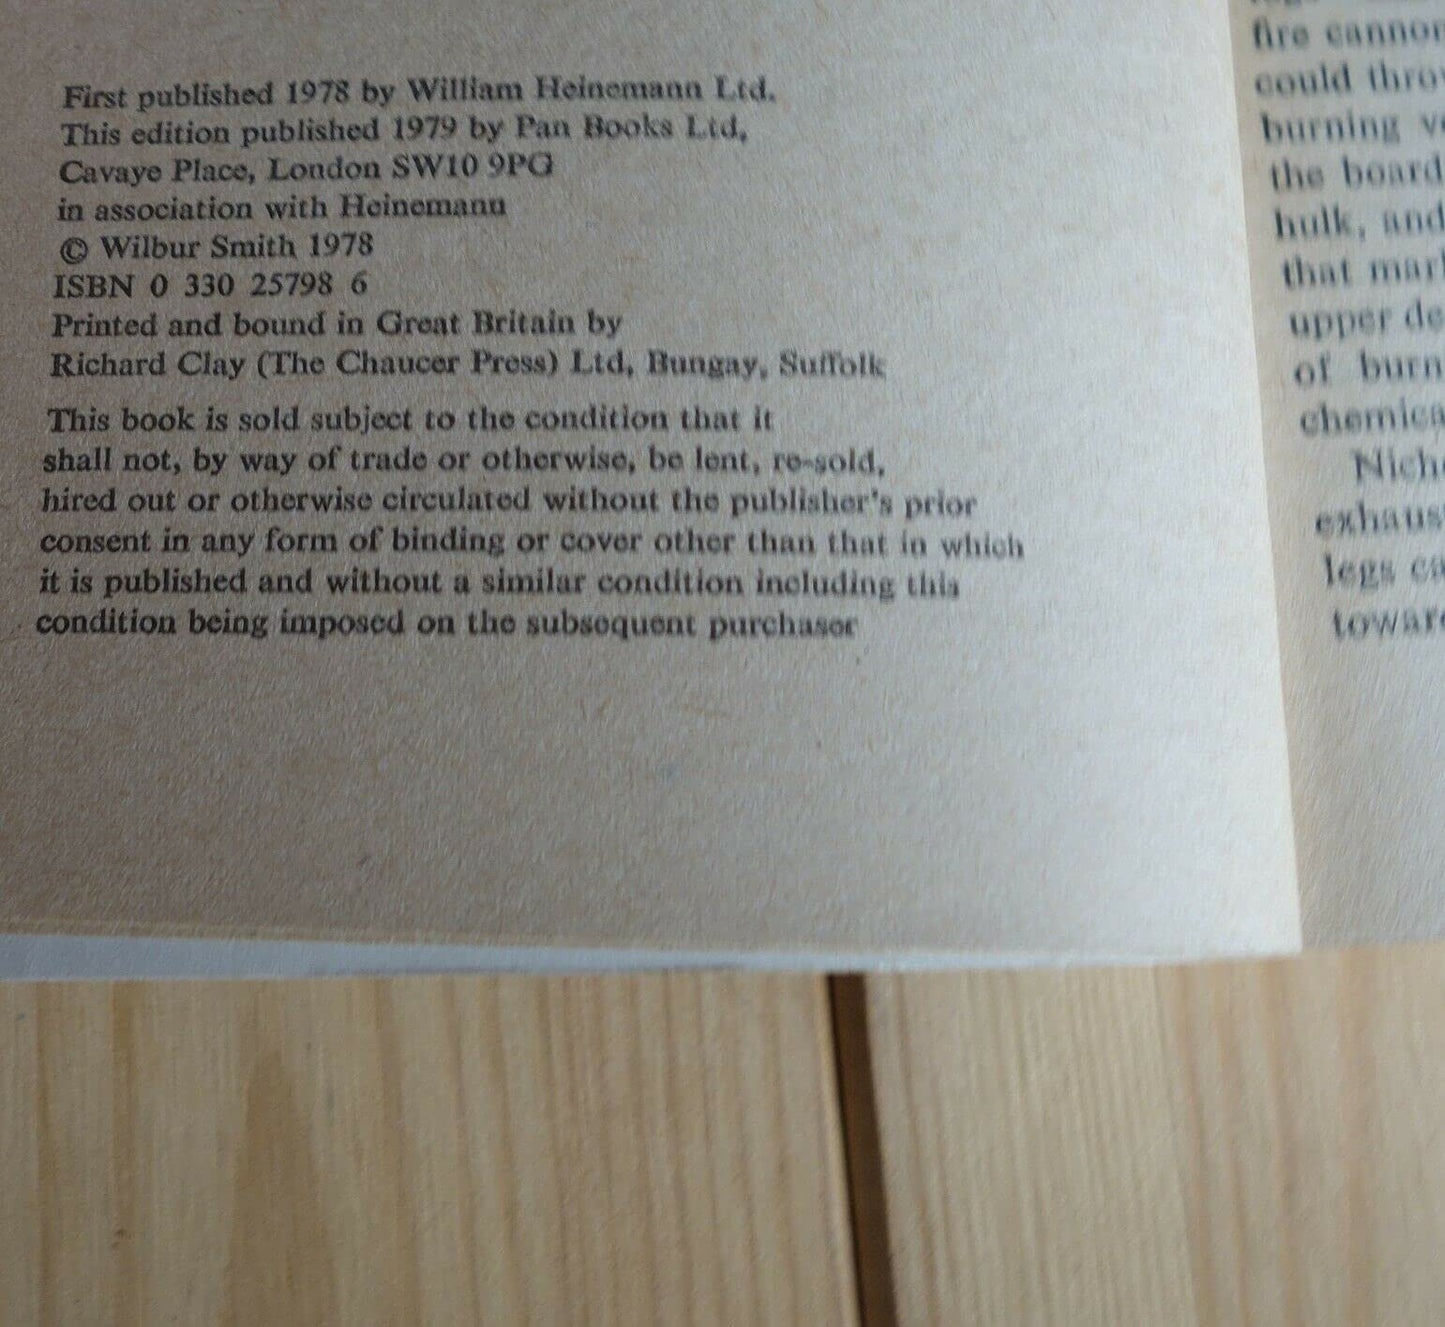 First published 1978 by William Heinemann Ltd.
This edition published 1979 by Pan Books Ltd,
Cavaye Place, London SW10 9PG
in association with Heinemann
© Wilbur Smith 1978
ISBN 0 330 25798 6
Printed and bound in Great Britain by
Richard Clay (The Chaucer Press) Ltd, Bungay, Suffolk
This book is sold subject to the condition that it
shall not, by way of trade or otherwise, be lent, re-sold,
hired out or otherwise circulated without the publisher's prior
consent in any form of binding or cover other than that in which
it is published and without a similar condition including this
condition being imposed on the subsequent purchaser
fire cannon
could
burning
the board
hulk, and
that
upper
of burn
chemica
exhaus
legs